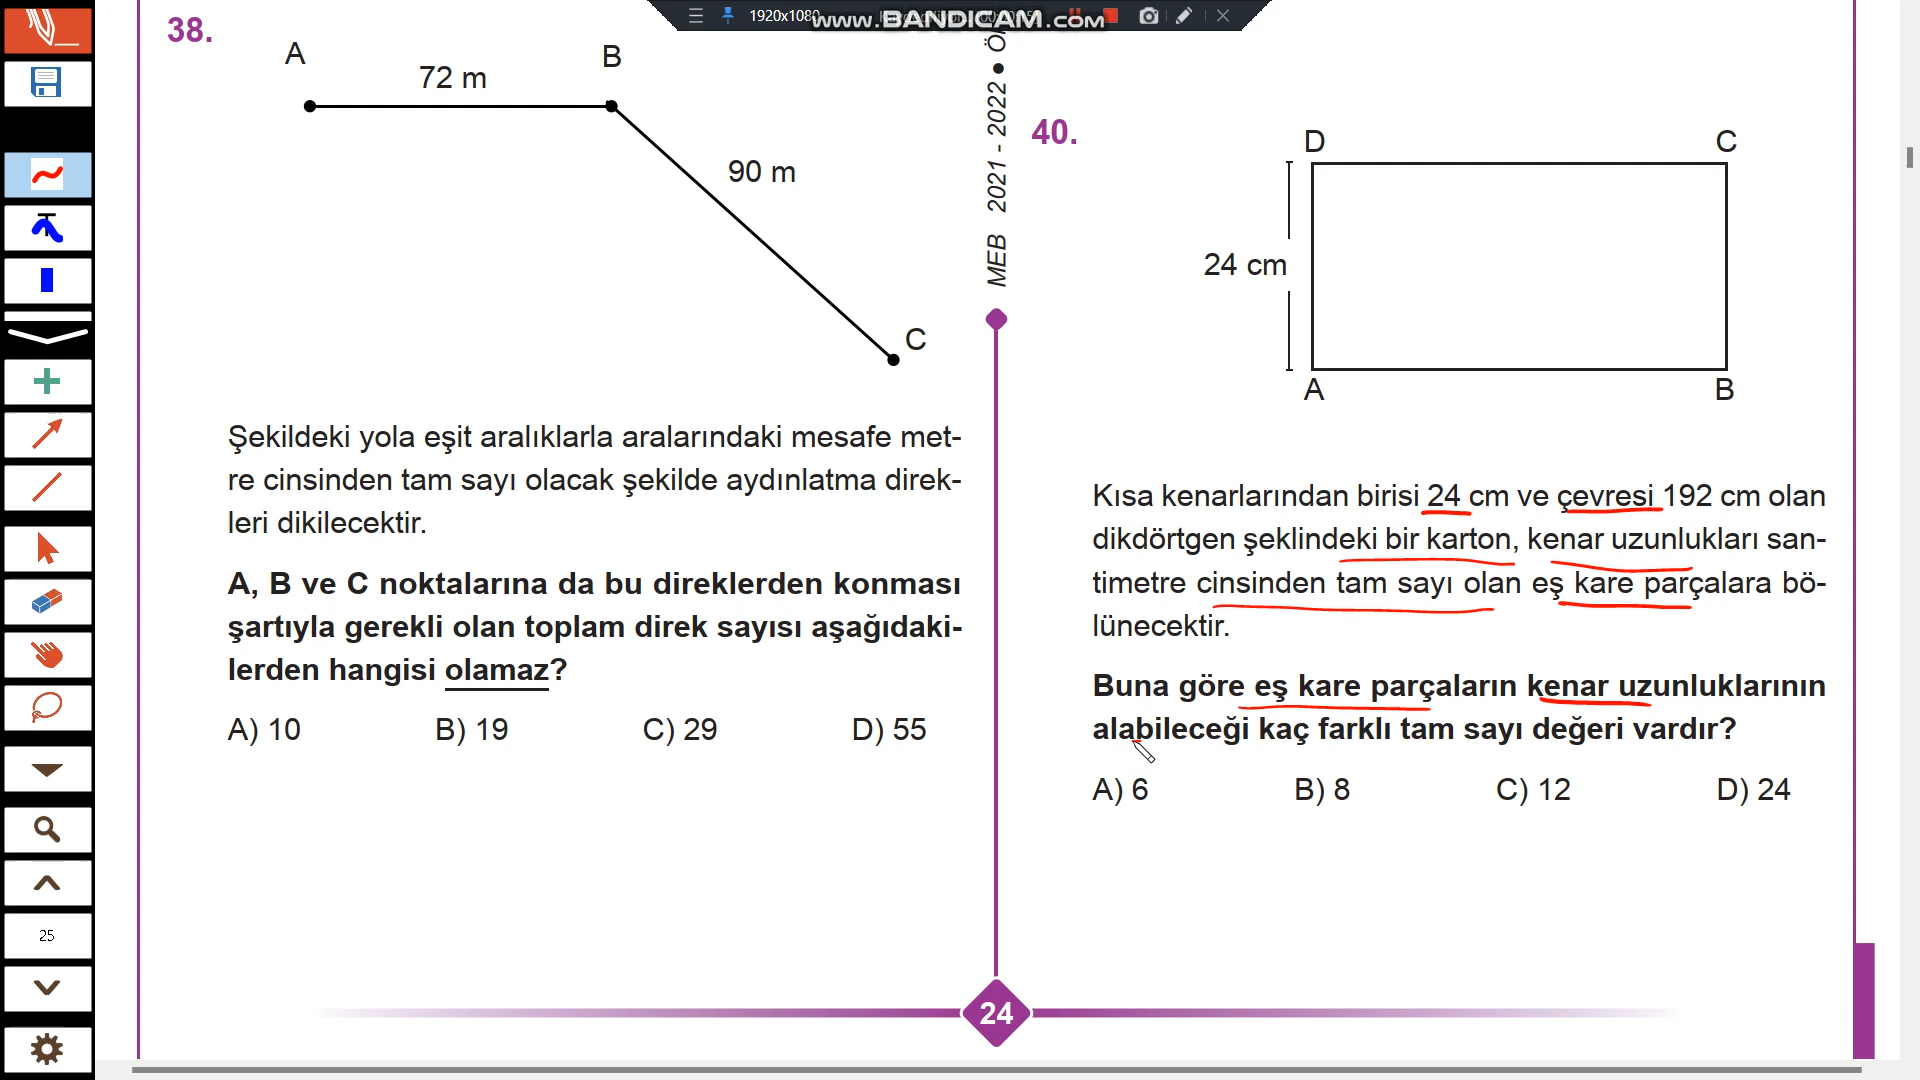 1920x1080
www.BANDICAM.com
38.
A
B
72 m
90 m
C
Şekildeki yola eşit aralıklarla aralarındaki mesafe met-
re cinsinden tam sayı olacak şekilde aydınlatma direk-
leri dikilecektir.
A, B ve C noktalarına da bu direklerden konması
şartıyla gerekli olan toplam direk sayısı aşağıdaki-
lerden hangisi olamaz?
A) 10 B) 19 C) 29 D) 55
MEB 2021 - 2022 ●
40.
D
C
24 cm
A
B
Kısa kenarlarından birisi 24 cm ve çevresi 192 cm olan
dikdörtgen şeklindeki bir karton, kenar uzunlukları san-
timetre cinsinden tam sayı olan eş kare parçalara bö-
lünecektir.
Buna göre eş kare parçaların kenar uzunluklarının
alabileceği kaç farklı tam sayı değeri vardır?
A) 6 B) 8 C) 12 D) 24
25
24